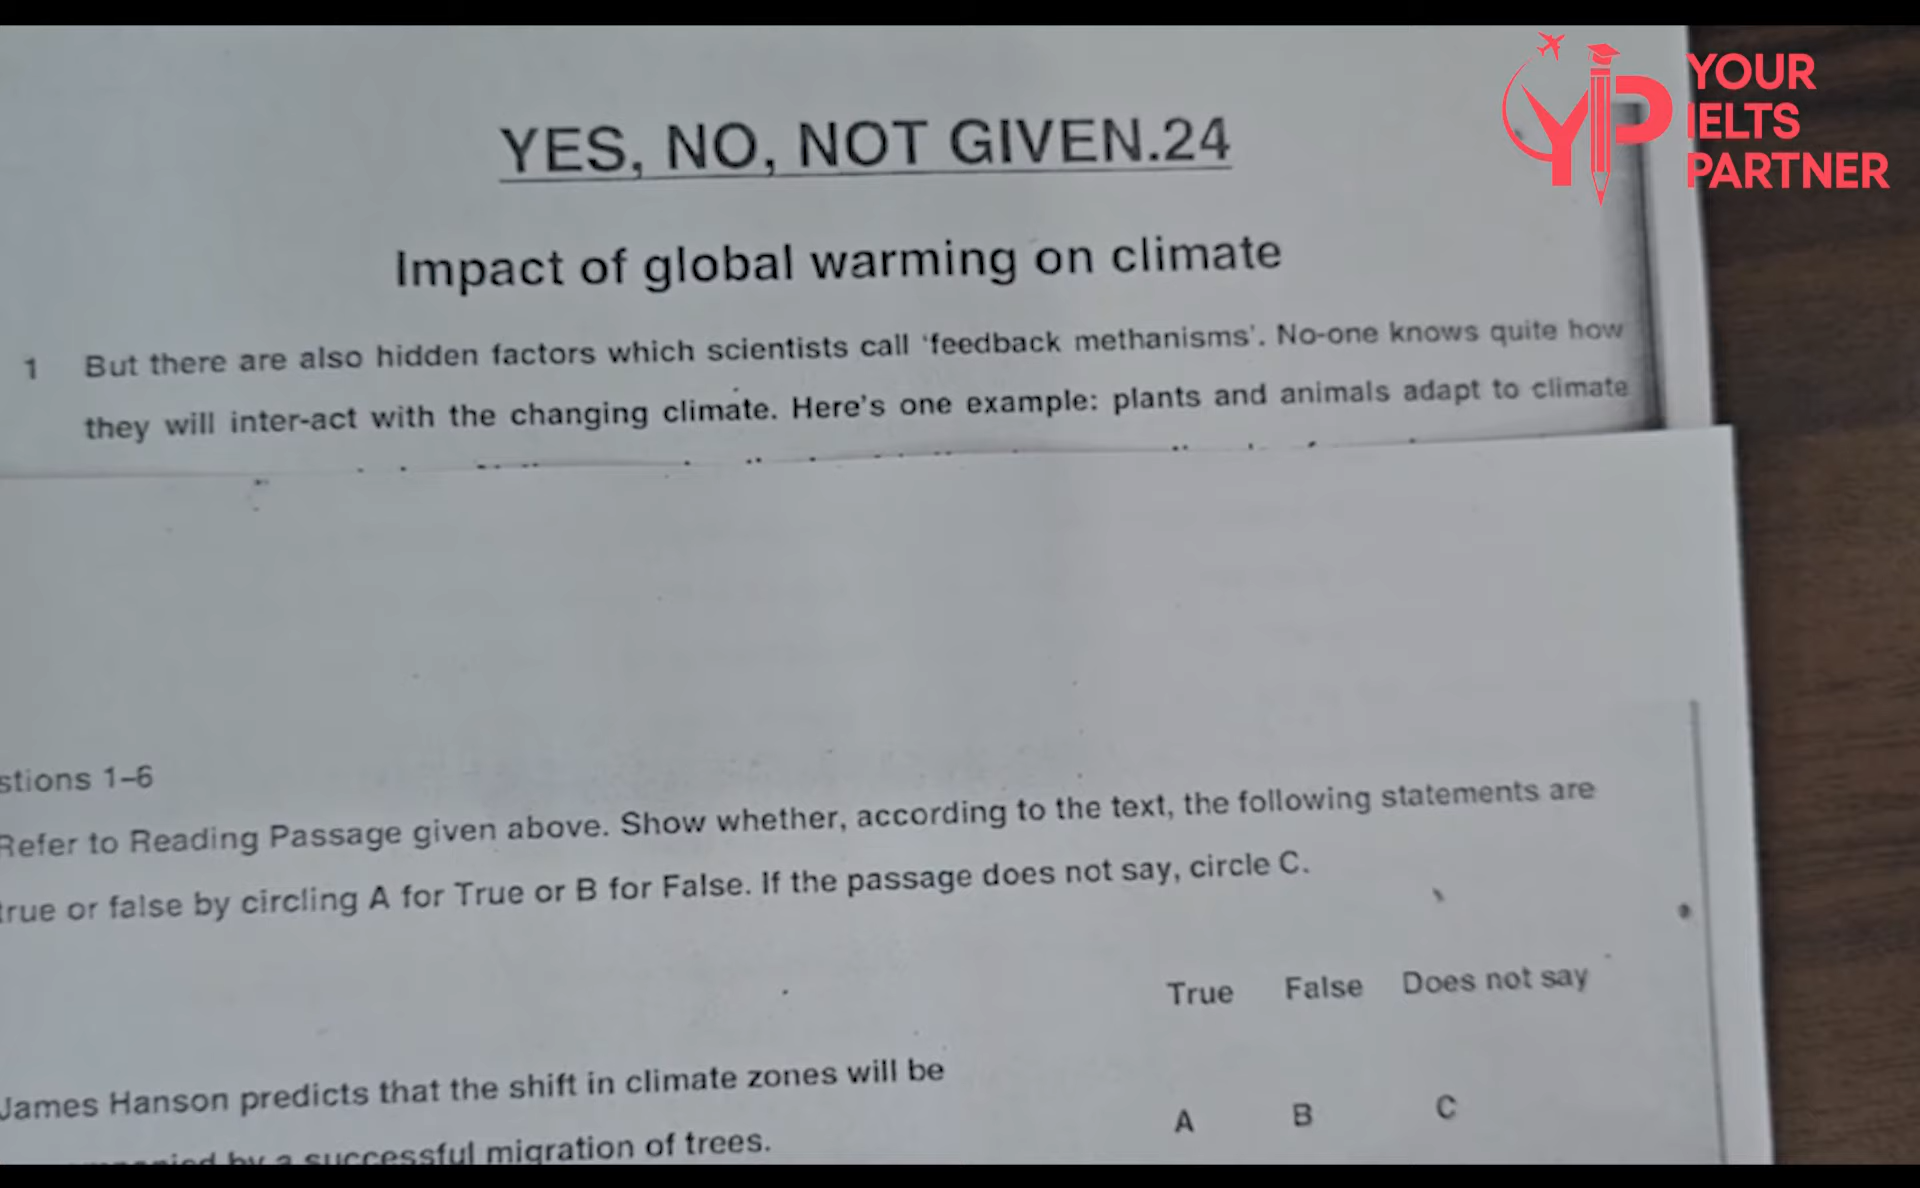 YOUR
IELTS
PARTNER
YES, NO, NOT GIVEN.24
Impact of global warming on climate
1 But there are also hidden factors which scientists call 'feedback methanisms'. No-one knows quite how
they will inter-act with the changing climate. Here's one example: plants and animals adapt to climate
stions 1–6
Refer to Reading Passage given above. Show whether, according to the text, the following statements are
true or false by circling A for True or B for False. If the passage does not say, circle C.
True False Does not say
James Hanson predicts that the shift in climate zones will be
A B C
by a successful migration of trees.